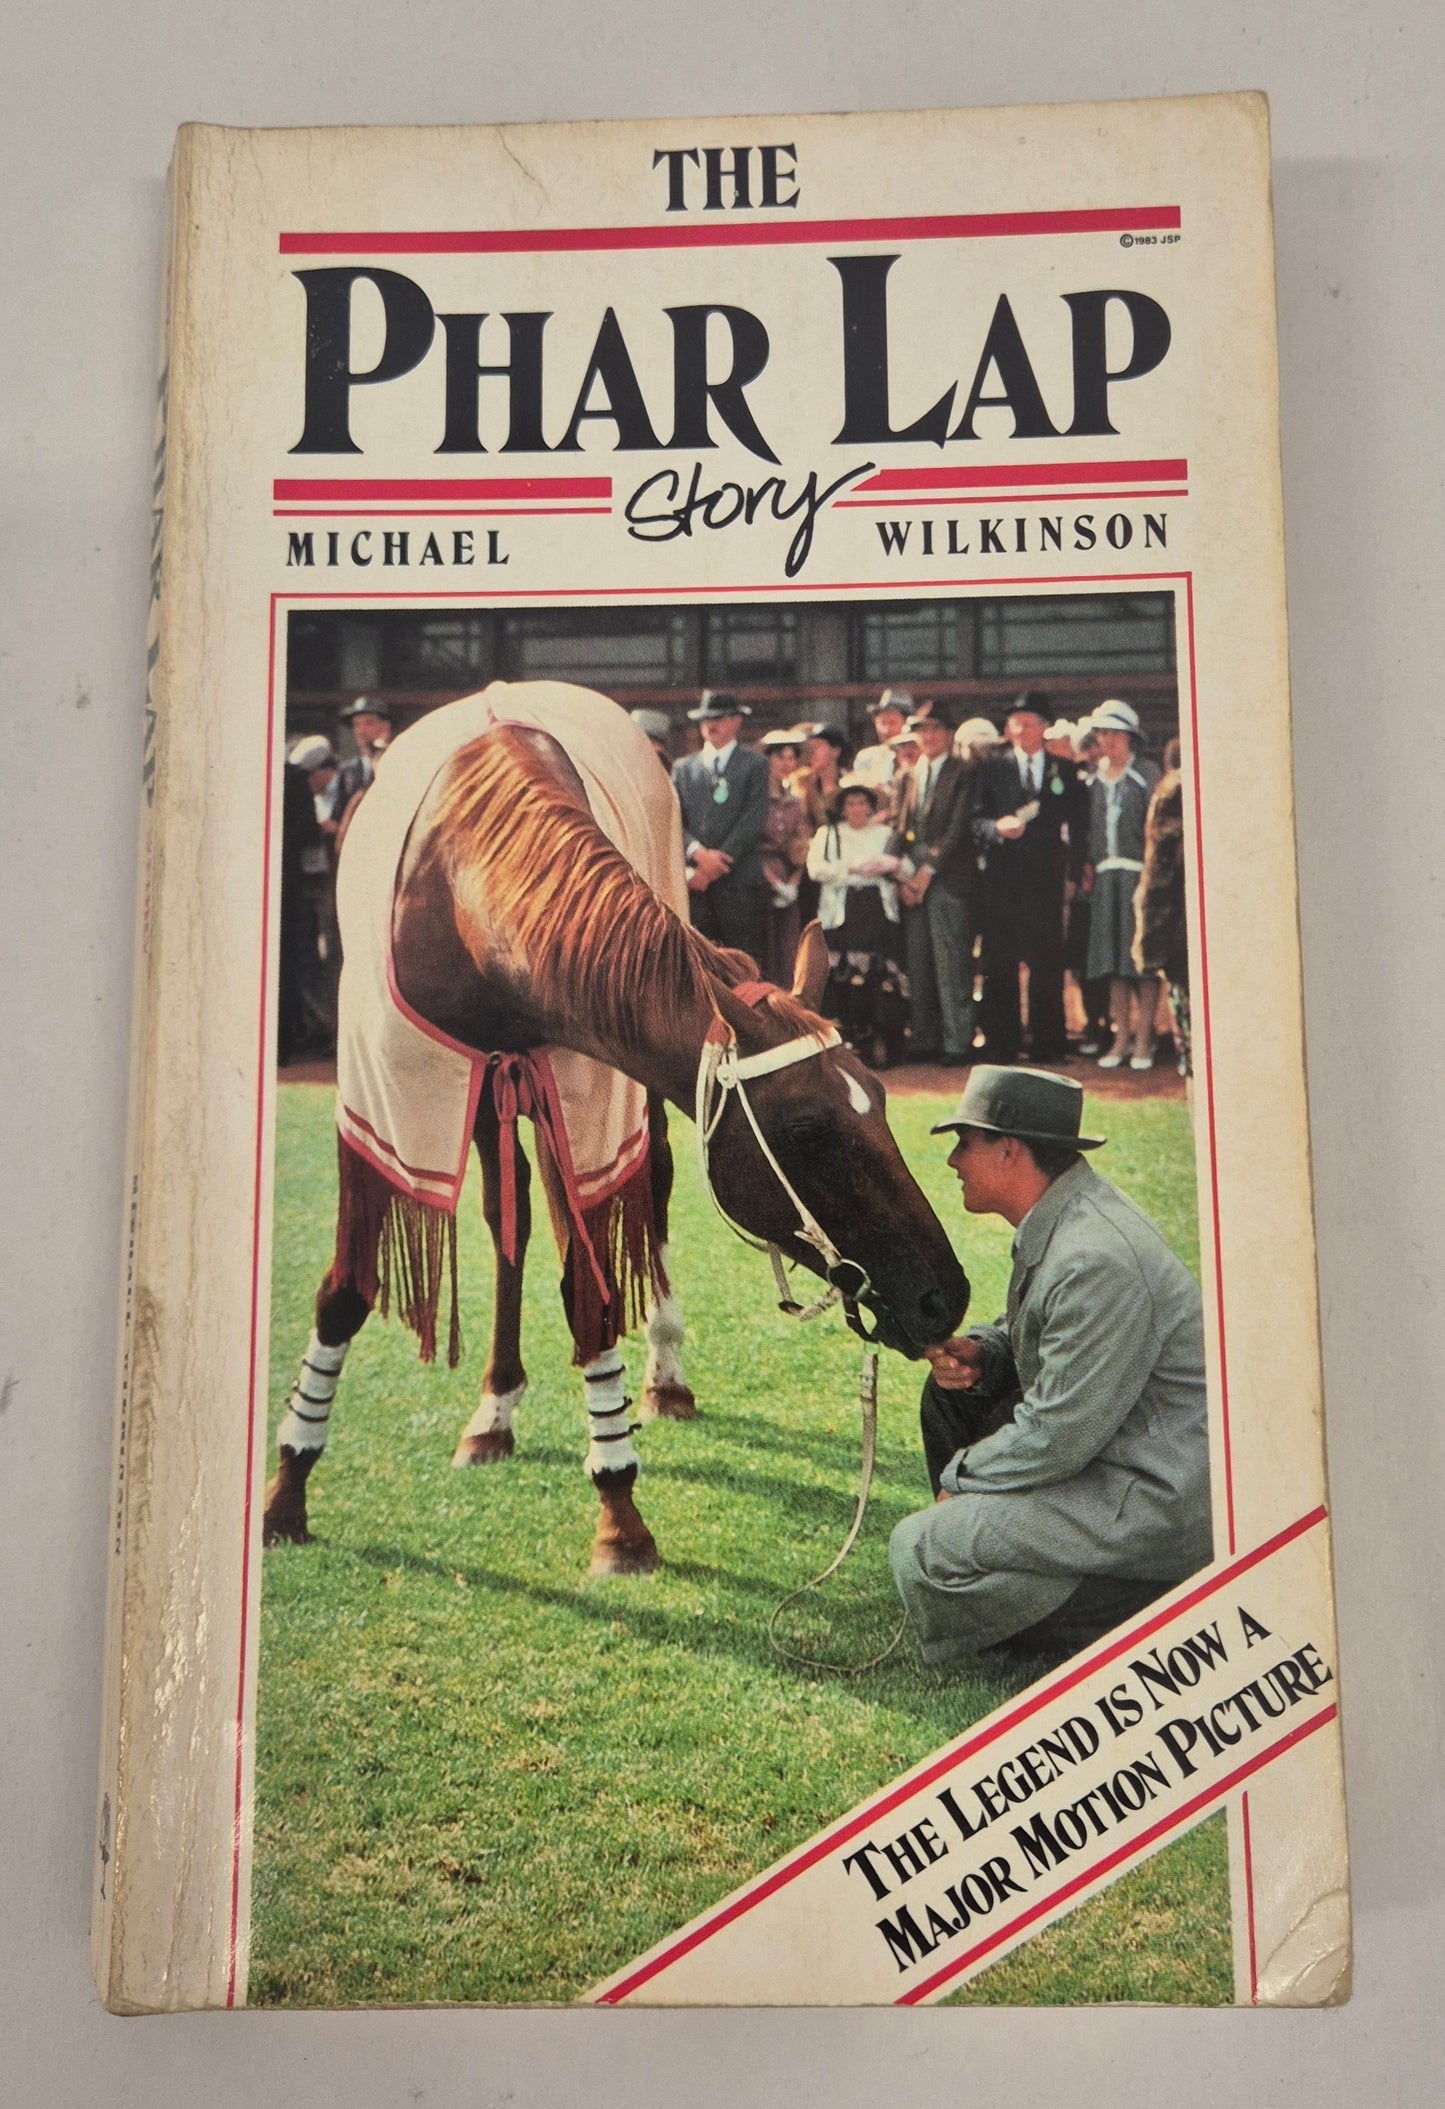 THE
©1983 JSP
PHAR LAP
Story
MICHAEL WILKINSON
THE LEGEND IS NOW A
MAJOR MOTION PICTURE